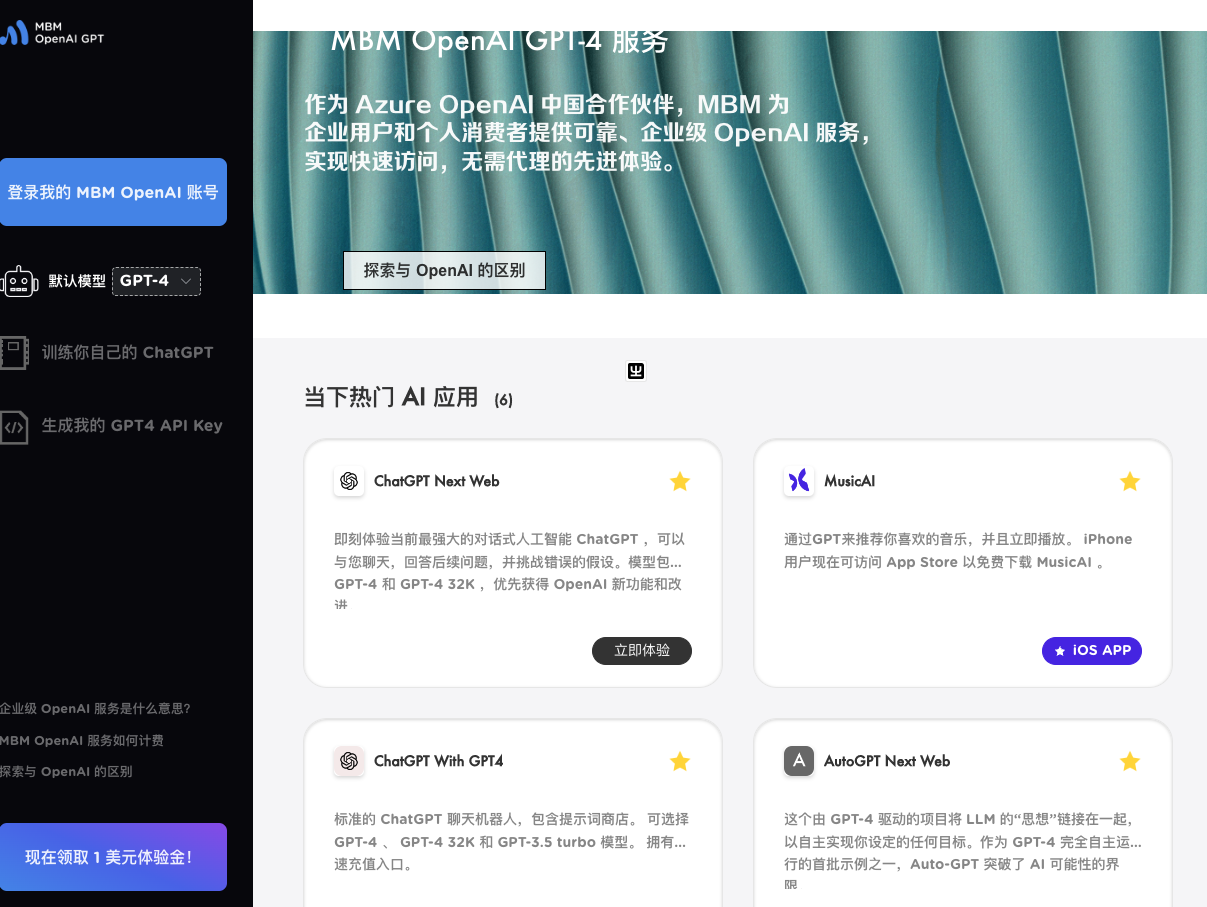 MBM
OpenAI GPT
登录我的 MBM OpenAI 账号
默认模型 GPT-4
训练你自己的 ChatGPT
生成我的 GPT4 API Key
企业级 OpenAI 服务是什么意思?
MBM OpenAI 服务如何计费
探索与 OpenAI 的区别
现在领取 1 美元体验金!
MBM OpenAI GPT-4 服务
作为 Azure OpenAI 中国合作伙伴，MBM 为
企业用户和个人消费者提供可靠、企业级 OpenAI 服务，
实现快速访问，无需代理的先进体验。
探索与 OpenAI 的区别
当下热门 AI 应用 (6)
ChatGPT Next Web
即刻体验当前最强大的对话式人工智能 ChatGPT ，可以
与您聊天，回答后续问题，并挑战错误的假设。模型包...
GPT-4 和 GPT-4 32K ，优先获得 OpenAI 新功能和改
进
立即体验
MusicAI
通过GPT来推荐你喜欢的音乐，并且立即播放。 iPhone
用户现在可访问 App Store 以免费下载 MusicAI 。
iOS APP
ChatGPT With GPT4
标准的 ChatGPT 聊天机器人，包含提示词商店。 可选择
GPT-4 、 GPT-4 32K 和 GPT-3.5 turbo 模型。 拥有...
速充值入口。
A
AutoGPT Next Web
这个由 GPT-4 驱动的项目将 LLM 的“思想”链接在一起，
以自主实现你设定的任何目标。作为 GPT-4 完全自主运...
行的首批示例之一，Auto-GPT 突破了 AI 可能性的界
限